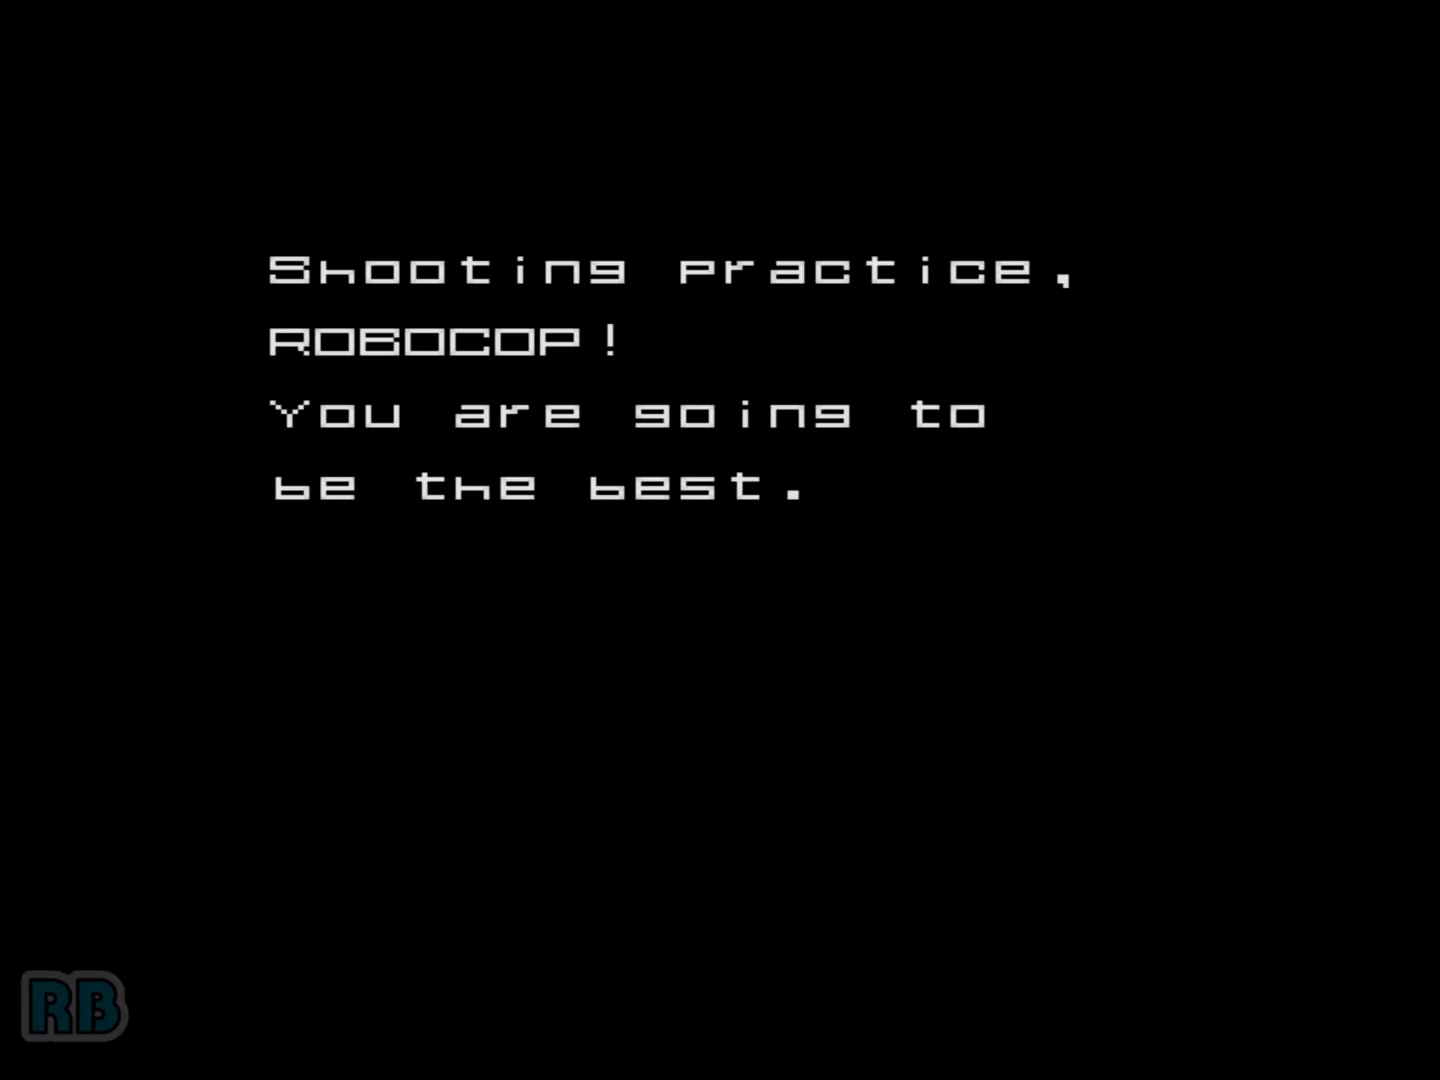 Shooting practice,
ROBOCOP!
You are going to
be the best.
RB